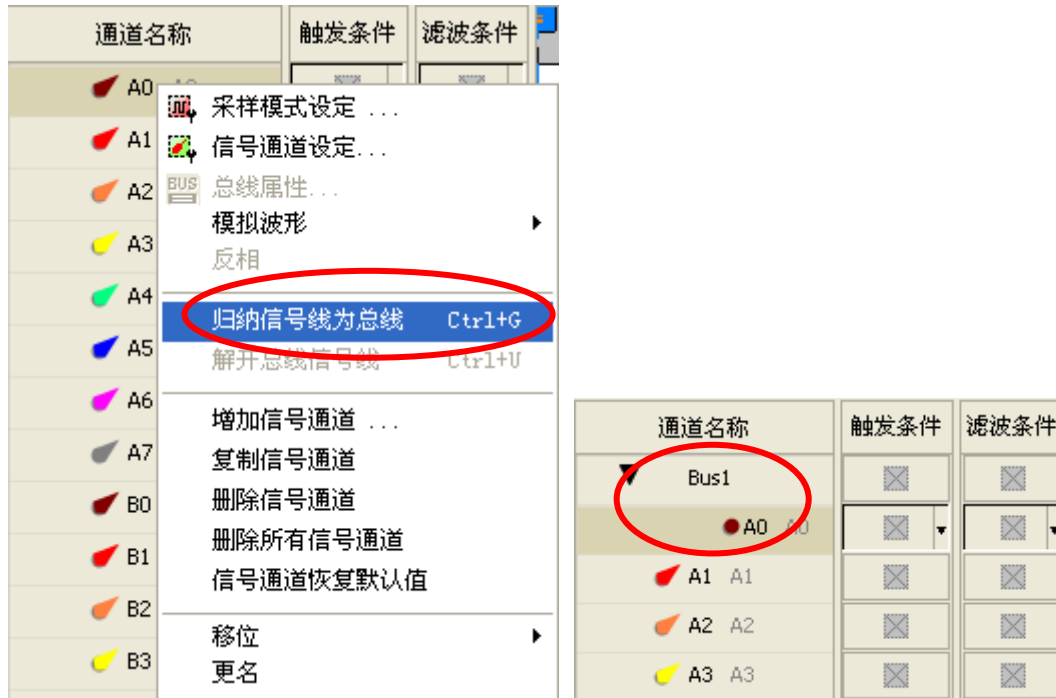 通道名称 触发条件 滤波条件
A0
采样模式设定 ...
A1 信号通道设定...
A2 BUS 总线属性...
模拟波形
A3 反相
A4
归纳信号线为总线 Ctrl+G
A5 解开总线信号线 Ctrl+U
A6
增加信号通道 ...
A7 复制信号通道
B0 删除信号通道
删除所有信号通道
B1
信号通道恢复默认值
B2
移位
B3 更名
通道名称 触发条件 滤波条件
Bus1
A0 A0
A1 A1
A2 A2
A3 A3